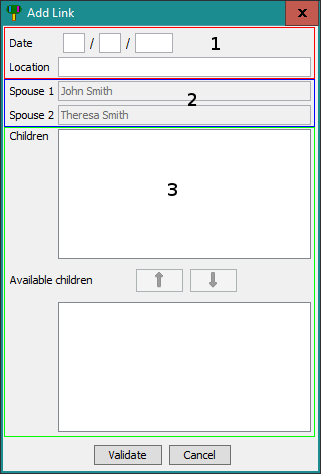 Add Link
x
Date / / 1
Location
Spouse 1 John Smith
2
Spouse 2 Theresa Smith
Children
3
Available children
Validate Cancel